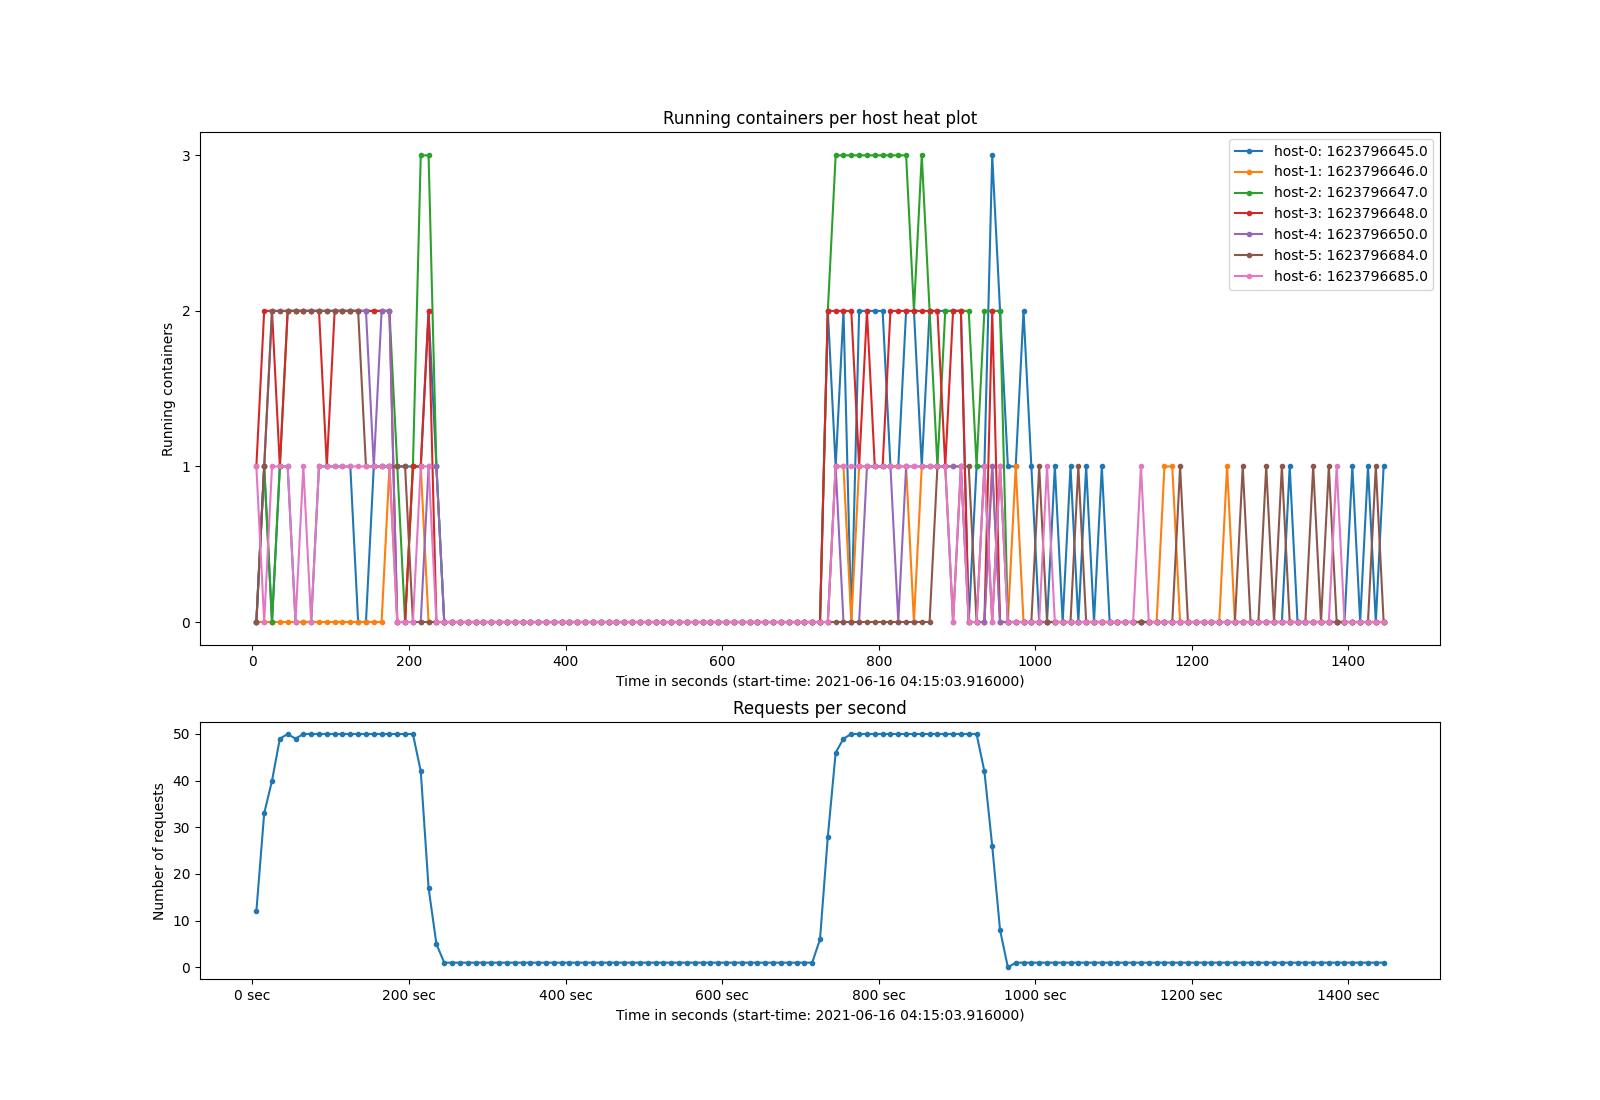 Running containers per host heat plot
Running containers
3
2
1
0
host-0: 1623796645.0
host-1: 1623796646.0
host-2: 1623796647.0
host-3: 1623796648.0
host-4: 1623796650.0
host-5: 1623796684.0
host-6: 1623796685.0
0 200 400 600 800 1000 1200 1400
Time in seconds (start-time: 2021-06-16 04:15:03.916000)
Requests per second
Number of requests
50
40
30
20
10
0
0 sec 200 sec 400 sec 600 sec 800 sec 1000 sec 1200 sec 1400 sec
Time in seconds (start-time: 2021-06-16 04:15:03.916000)